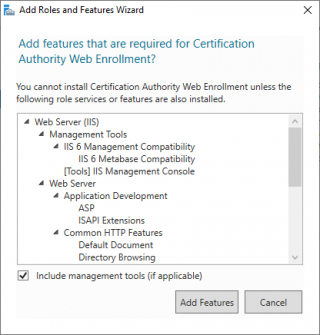 Add Roles and Features Wizard
Add features that are required for Certification
Authority Web Enrollment?
You cannot install Certification Authority Web Enrollment unless the
following role services or features are also installed.
Web Server (IIS)
Management Tools
IIS 6 Management Compatibility
IIS 6 Metabase Compatibility
[Tools] IIS Management Console
Web Server
Application Development
ASP
ISAPI Extensions
Common HTTP Features
Default Document
Directory Browsing
Include management tools (if applicable)
Add Features Cancel